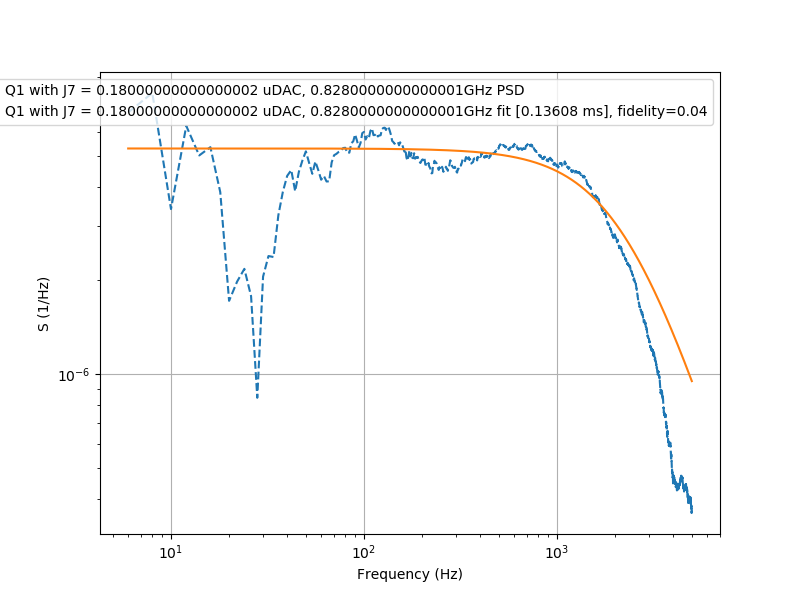 Q1 with J7 = 0.18000000000000002 uDAC, 0.8280000000000001GHz PSD
Q1 with J7 = 0.18000000000000002 uDAC, 0.8280000000000001GHz fit [0.13608 ms], fidelity=0.04
S (1/Hz)
10⁻⁶
10¹ 10² 10³
Frequency (Hz)